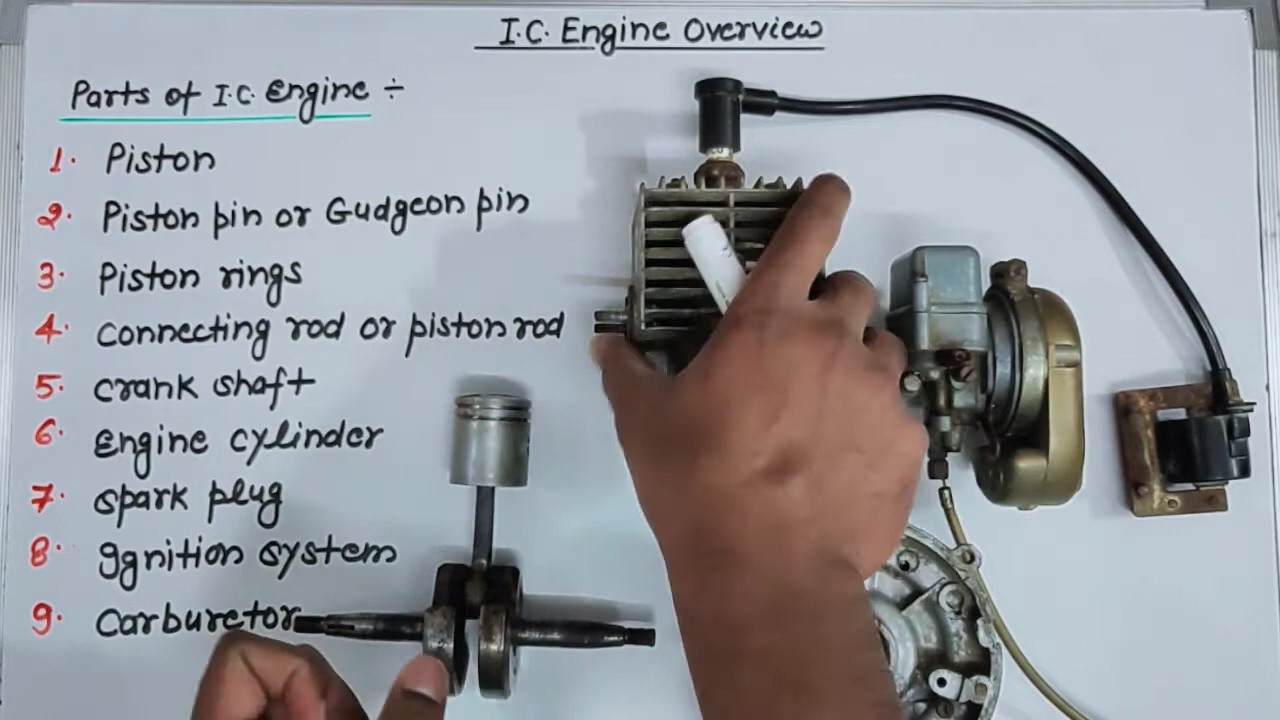 I.C. Engine Overview
Parts of I.C. Engine ÷
1. Piston
2. Piston pin or Gudgeon pin
3. Piston rings
4. Connecting rod or piston rod
5. Crank shaft
6. Engine cylinder
7. Spark plug
8. Ignition system
9. Carburetor